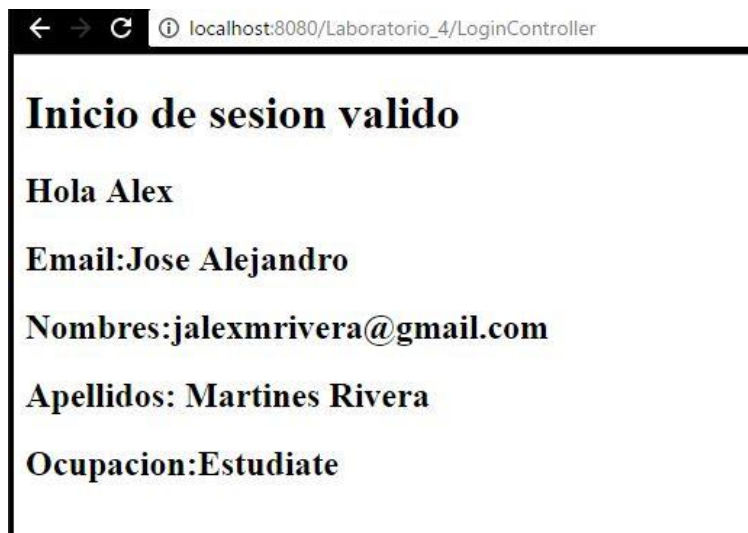 localhost:8080/Laboratorio_4/LoginController
Inicio de sesion valido
Hola Alex
Email:Jose Alejandro
Nombres:jalexmrivera@gmail.com
Apellidos: Martines Rivera
Ocupacion:Estudiate